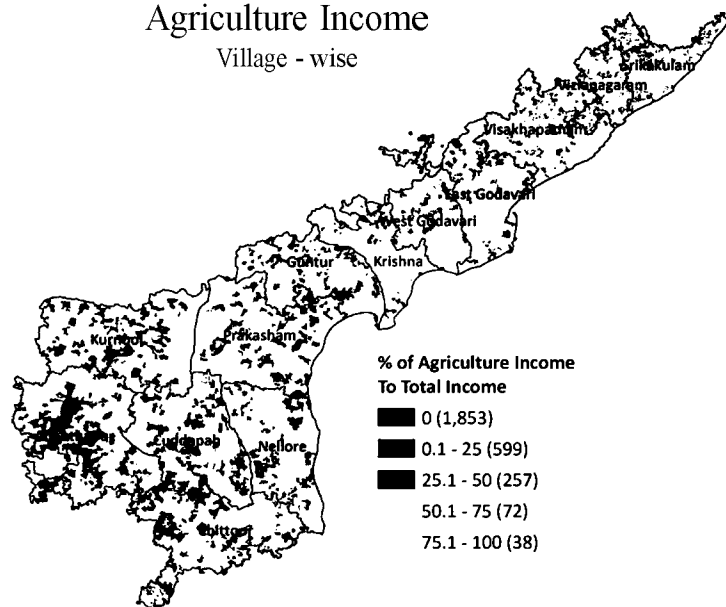 Agriculture Income
Village - wise
Srikakulam
Vizianagaram
Visakhapatnam
East Godavari
West Godavari
Guntur
Krishna
Prakasham
Kurnool
% of Agriculture Income
To Total Income
0 (1,853)
0.1 - 25 (599)
Cuddapah
Nellore
25.1 - 50 (257)
50.1 - 75 (72)
Chittoor
75.1 - 100 (38)